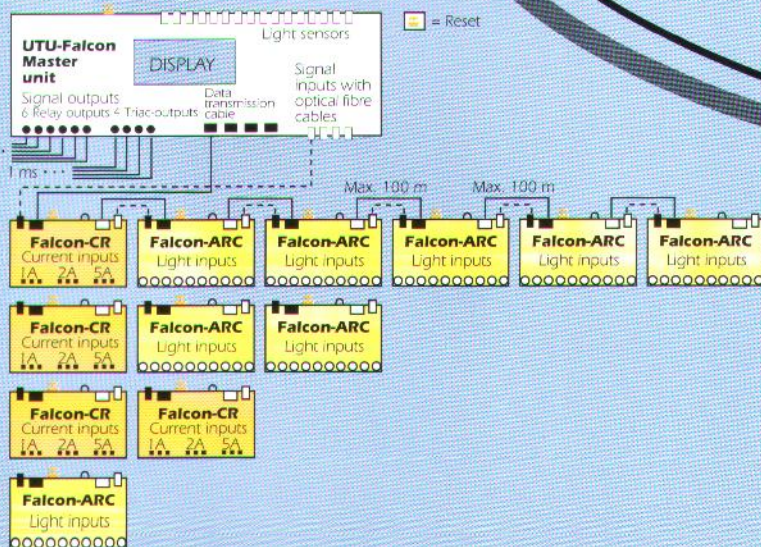 = Reset
Light sensors
UTU-Falcon
Master
unit
DISPLAY
Signal
inputs with
optical fibre
cables
Signal outputs
6 Relay outputs 4 Triac-outputs
Data
transmission
cable
1 ms
Max. 100 m
Max. 100 m
Falcon-CR
Current inputs
1A 2A 5A
Falcon-ARC
Light inputs
Falcon-ARC
Light inputs
Falcon-ARC
Light inputs
Falcon-ARC
Light inputs
Falcon-ARC
Light inputs
Falcon-CR
Current inputs
1A 2A 5A
Falcon-ARC
Light inputs
Falcon-ARC
Light inputs
Falcon-CR
Current inputs
1A 2A 5A
Falcon-CR
Current inputs
1A 2A 5A
Falcon-ARC
Light inputs